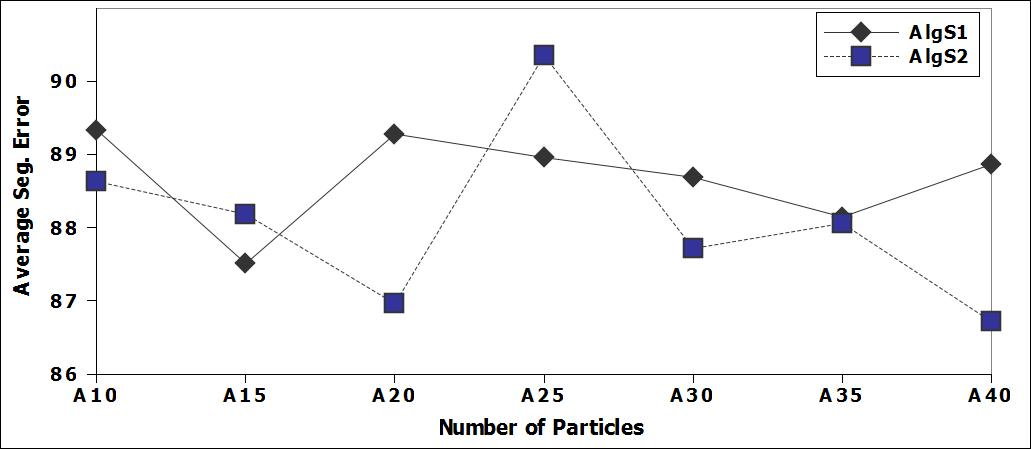 AlgS1
AlgS2
Average Seg. Error
90
89
88
87
86
A10 A15 A20 A25 A30 A35 A40
Number of Particles